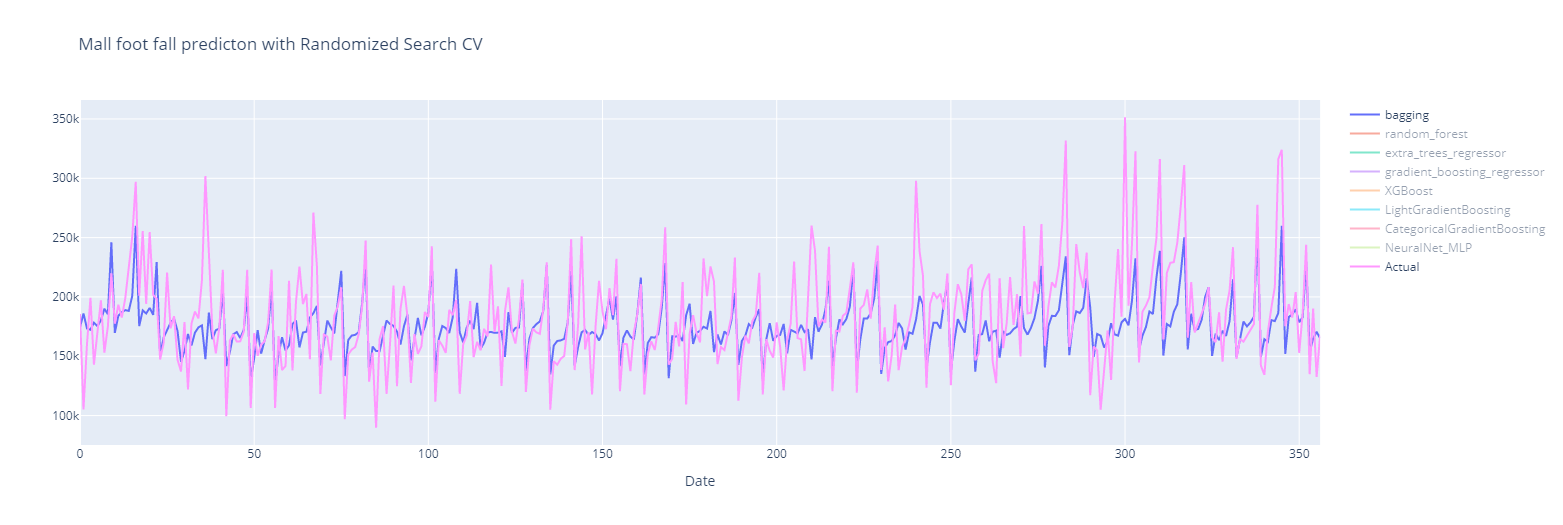 Mall foot fall predicton with Randomized Search CV
350k
300k
250k
200k
150k
100k
0
50
100
150
200
250
300
350
Date
bagging
random_forest
extra_trees_regressor
gradient_boosting_regressor
XGBoost
LightGradientBoosting
CategoricalGradientBoosting
NeuralNet_MLP
Actual